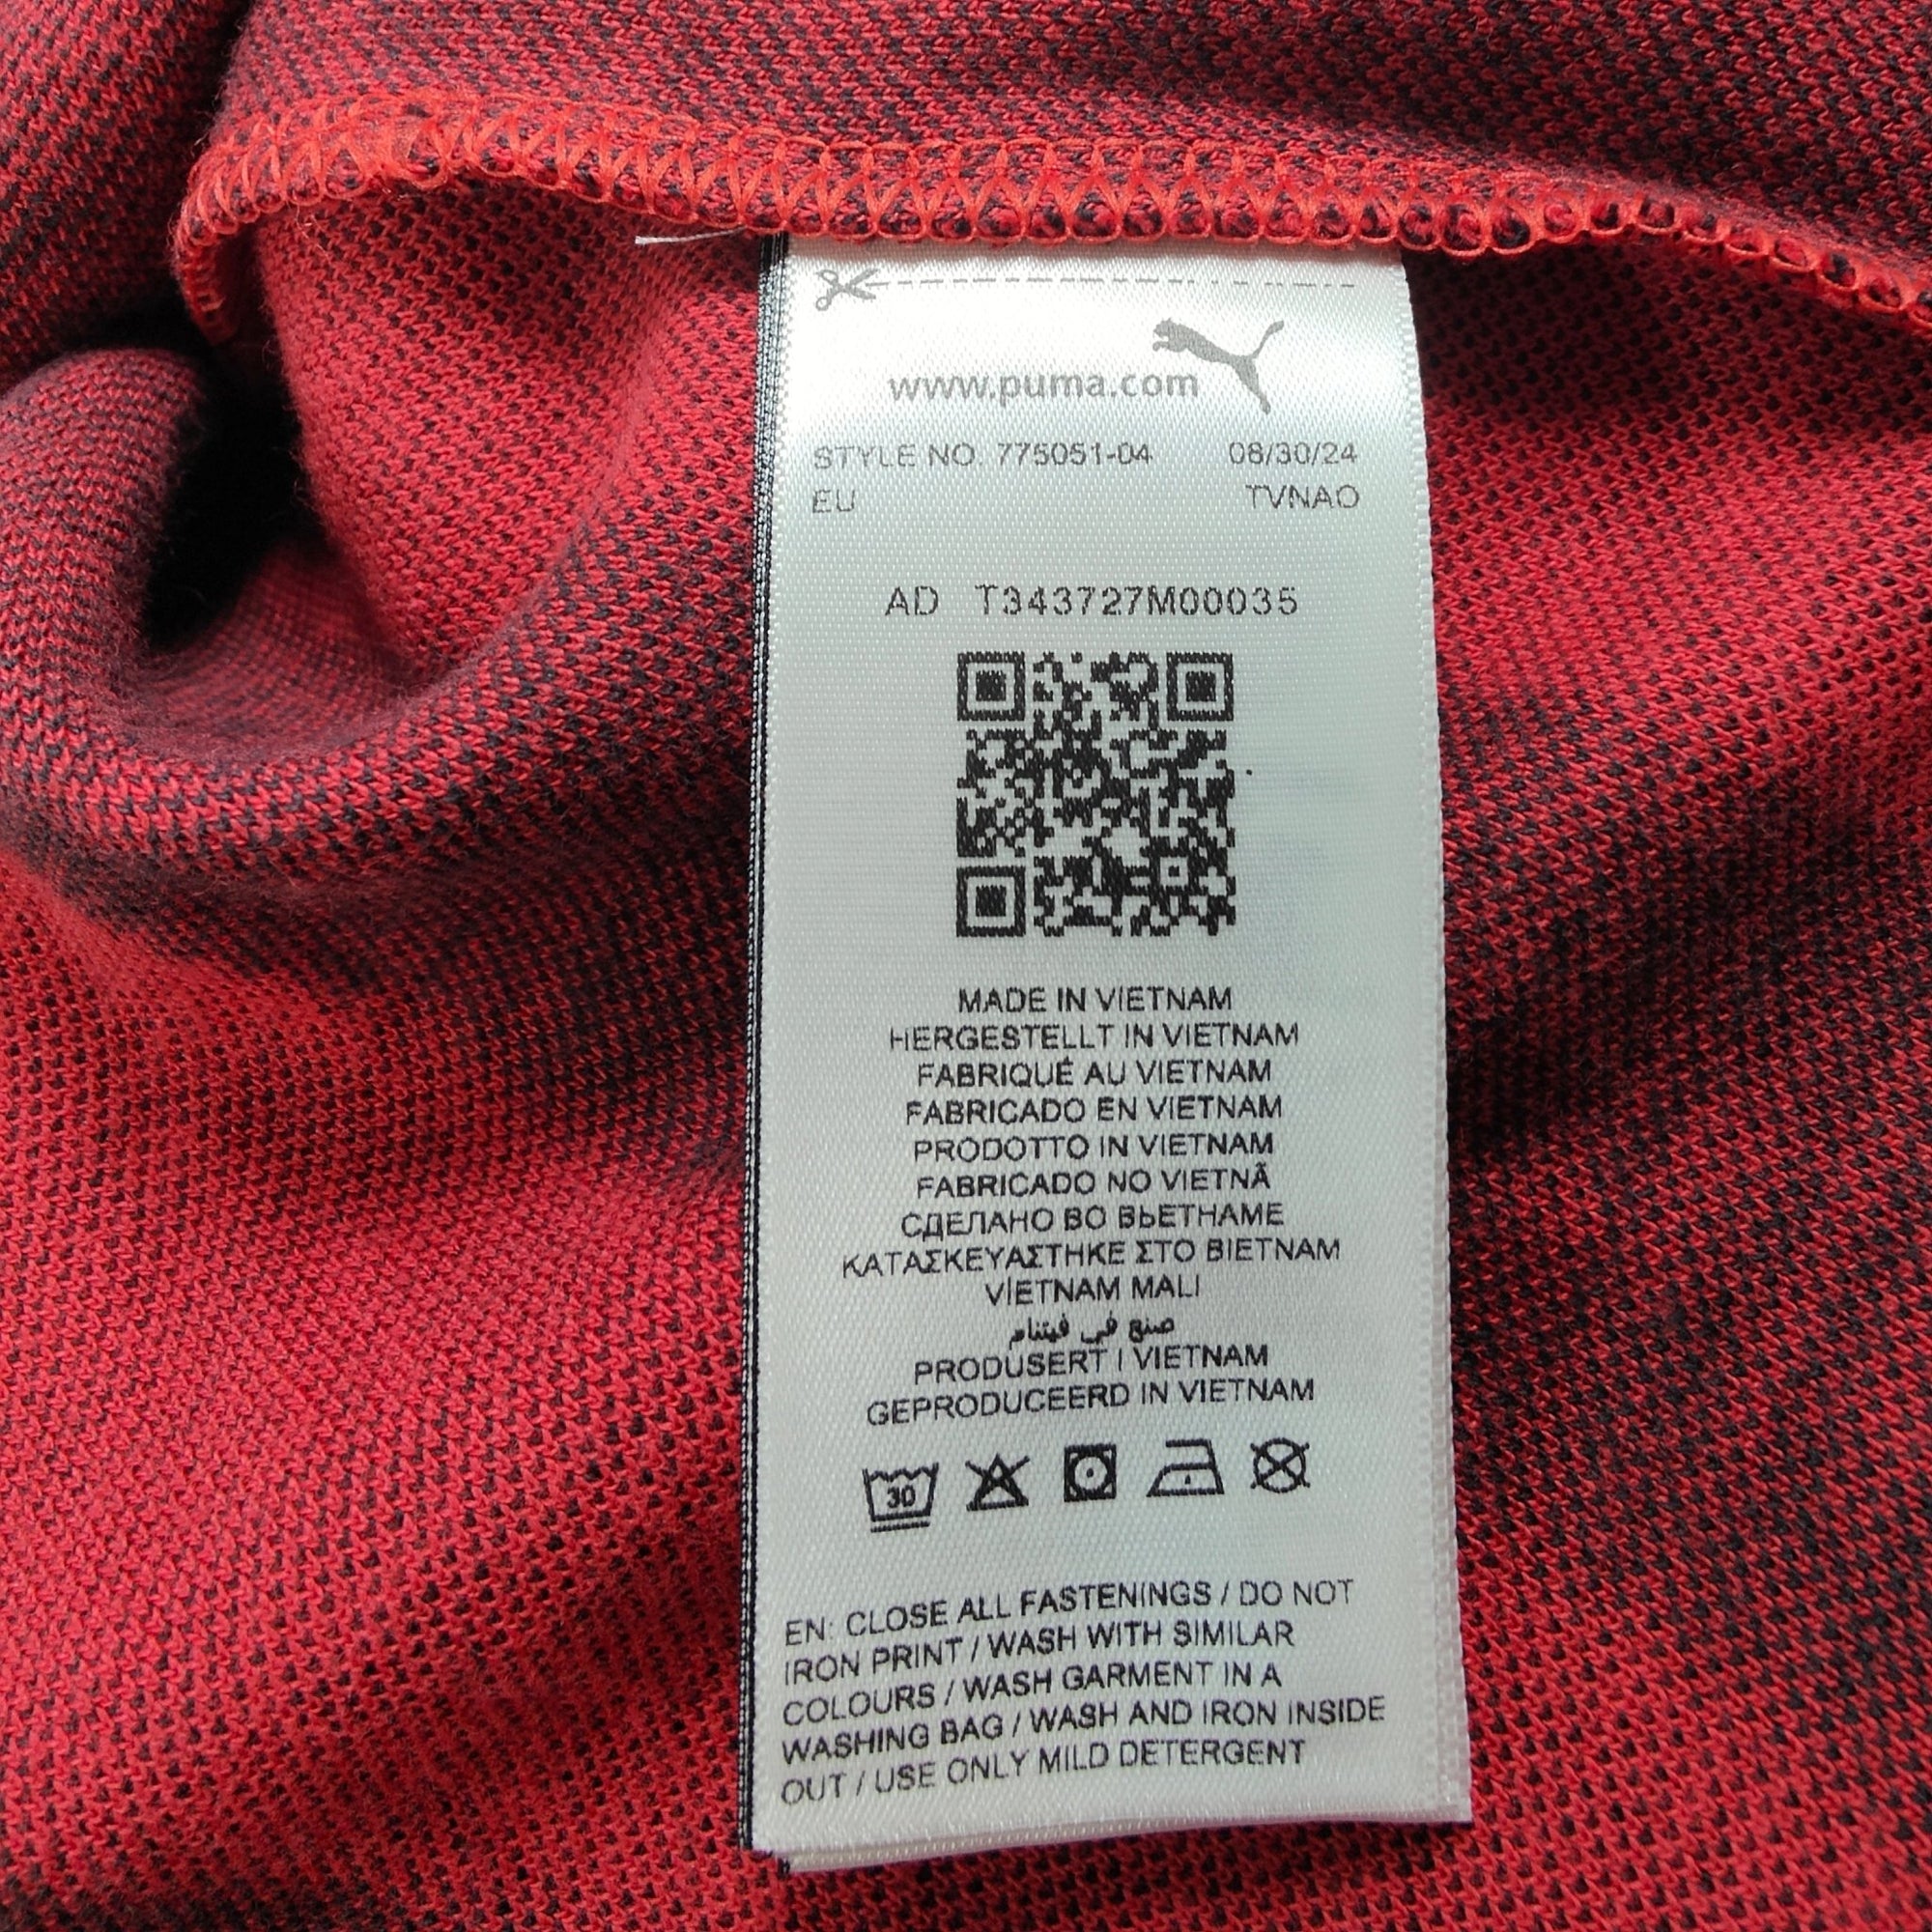 www.puma.com
STYLE NO. 775051-04 08/30/24
EU TVNAO
AD T343727M00035
MADE IN VIETNAM
HERGESTELLT IN VIETNAM
FABRIQUÉ AU VIETNAM
FABRICADO EN VIETNAM
PRODOTTO IN VIETNAM
FABRICADO NO VIETNÃ
СДЕЛАНО ВО ВЬЕТНАМЕ
ΚΑΤΑΣΚΕΥΑΣΤΗΚΕ ΣΤΟ ΒΙΕΤΝΑΜ
VİETNAM MALI
صنع في فيتنام
PRODUSERT I VIETNAM
GEPRODUCEERD IN VIETNAM
30
EN: CLOSE ALL FASTENINGS / DO NOT
IRON PRINT / WASH WITH SIMILAR
COLOURS / WASH GARMENT IN A
WASHING BAG / WASH AND IRON INSIDE
OUT / USE ONLY MILD DETERGENT